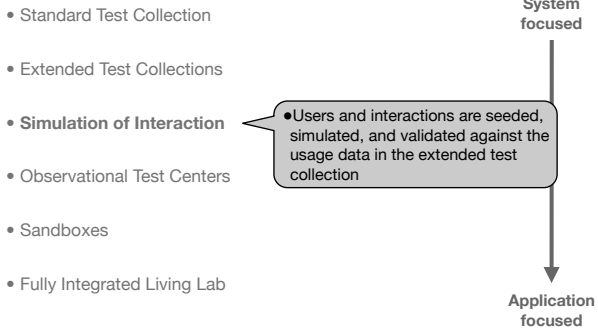 • Standard Test Collection
System
focused
• Extended Test Collections
• Simulation of Interaction
●Users and interactions are seeded,
simulated, and validated against the
usage data in the extended test
collection
• Observational Test Centers
• Sandboxes
• Fully Integrated Living Lab
Application
focused